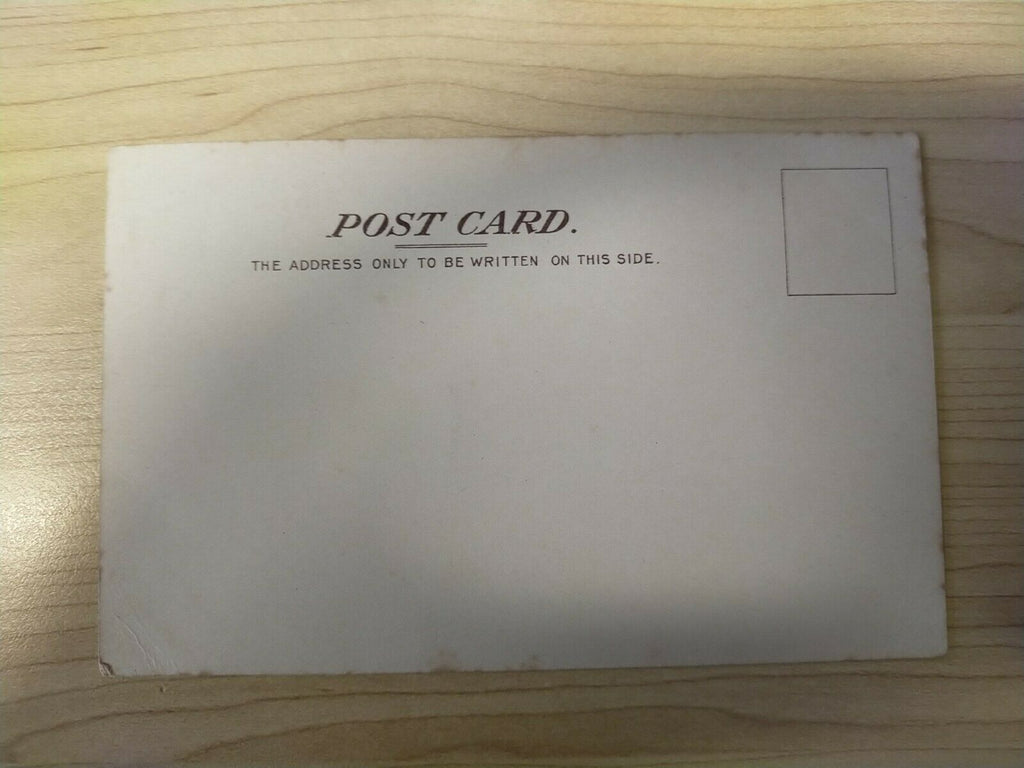 POST CARD.
THE ADDRESS ONLY TO BE WRITTEN ON THIS SIDE.